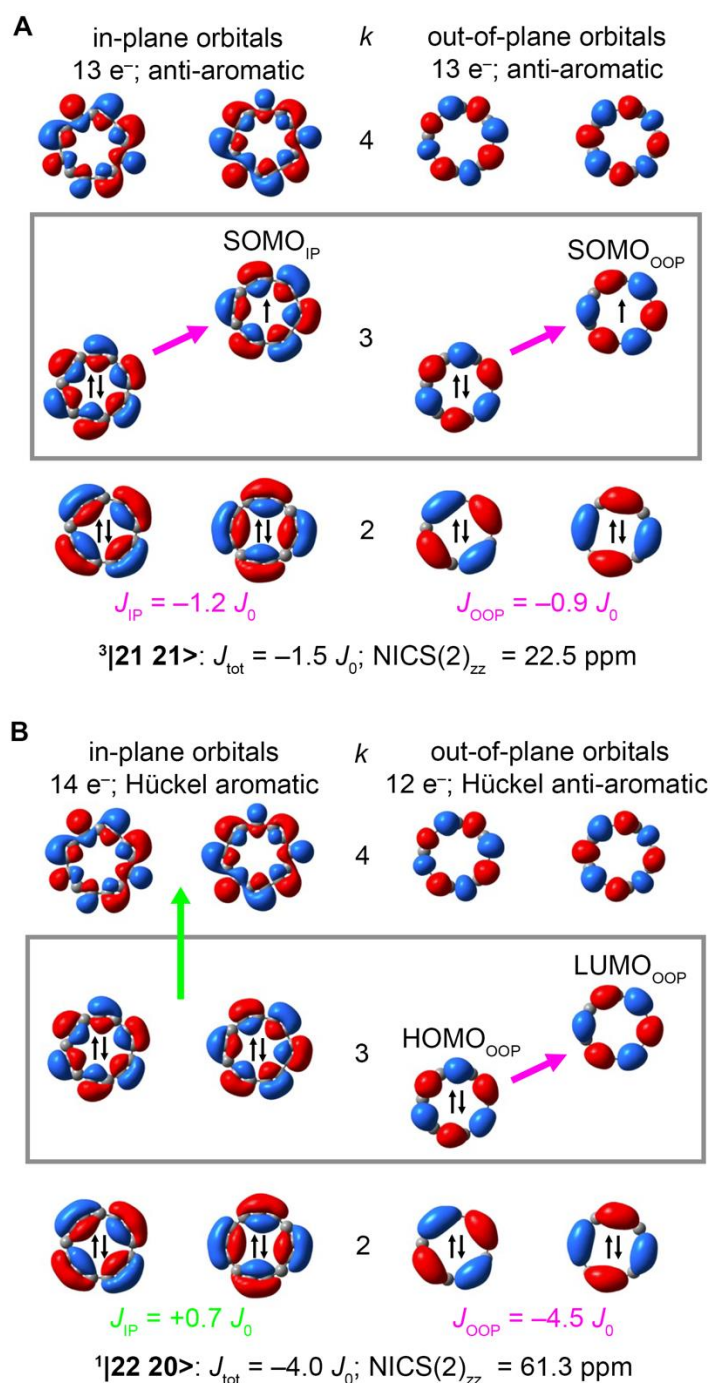 A
in-plane orbitals k out-of-plane orbitals
13 e⁻; anti-aromatic 13 e⁻; anti-aromatic
4
SOMO_IP SOMO_OOP
3
2
J_IP = –1.2 J_0 J_OOP = –0.9 J_0
³|21 21>: J_tot = –1.5 J_0; NICS(2)_zz = 22.5 ppm
B
in-plane orbitals k out-of-plane orbitals
14 e⁻; Hückel aromatic 12 e⁻; Hückel anti-aromatic
4
LUMO_OOP
HOMO_OOP
3
2
J_IP = +0.7 J_0 J_OOP = –4.5 J_0
¹|22 20>: J_tot = –4.0 J_0; NICS(2)_zz = 61.3 ppm